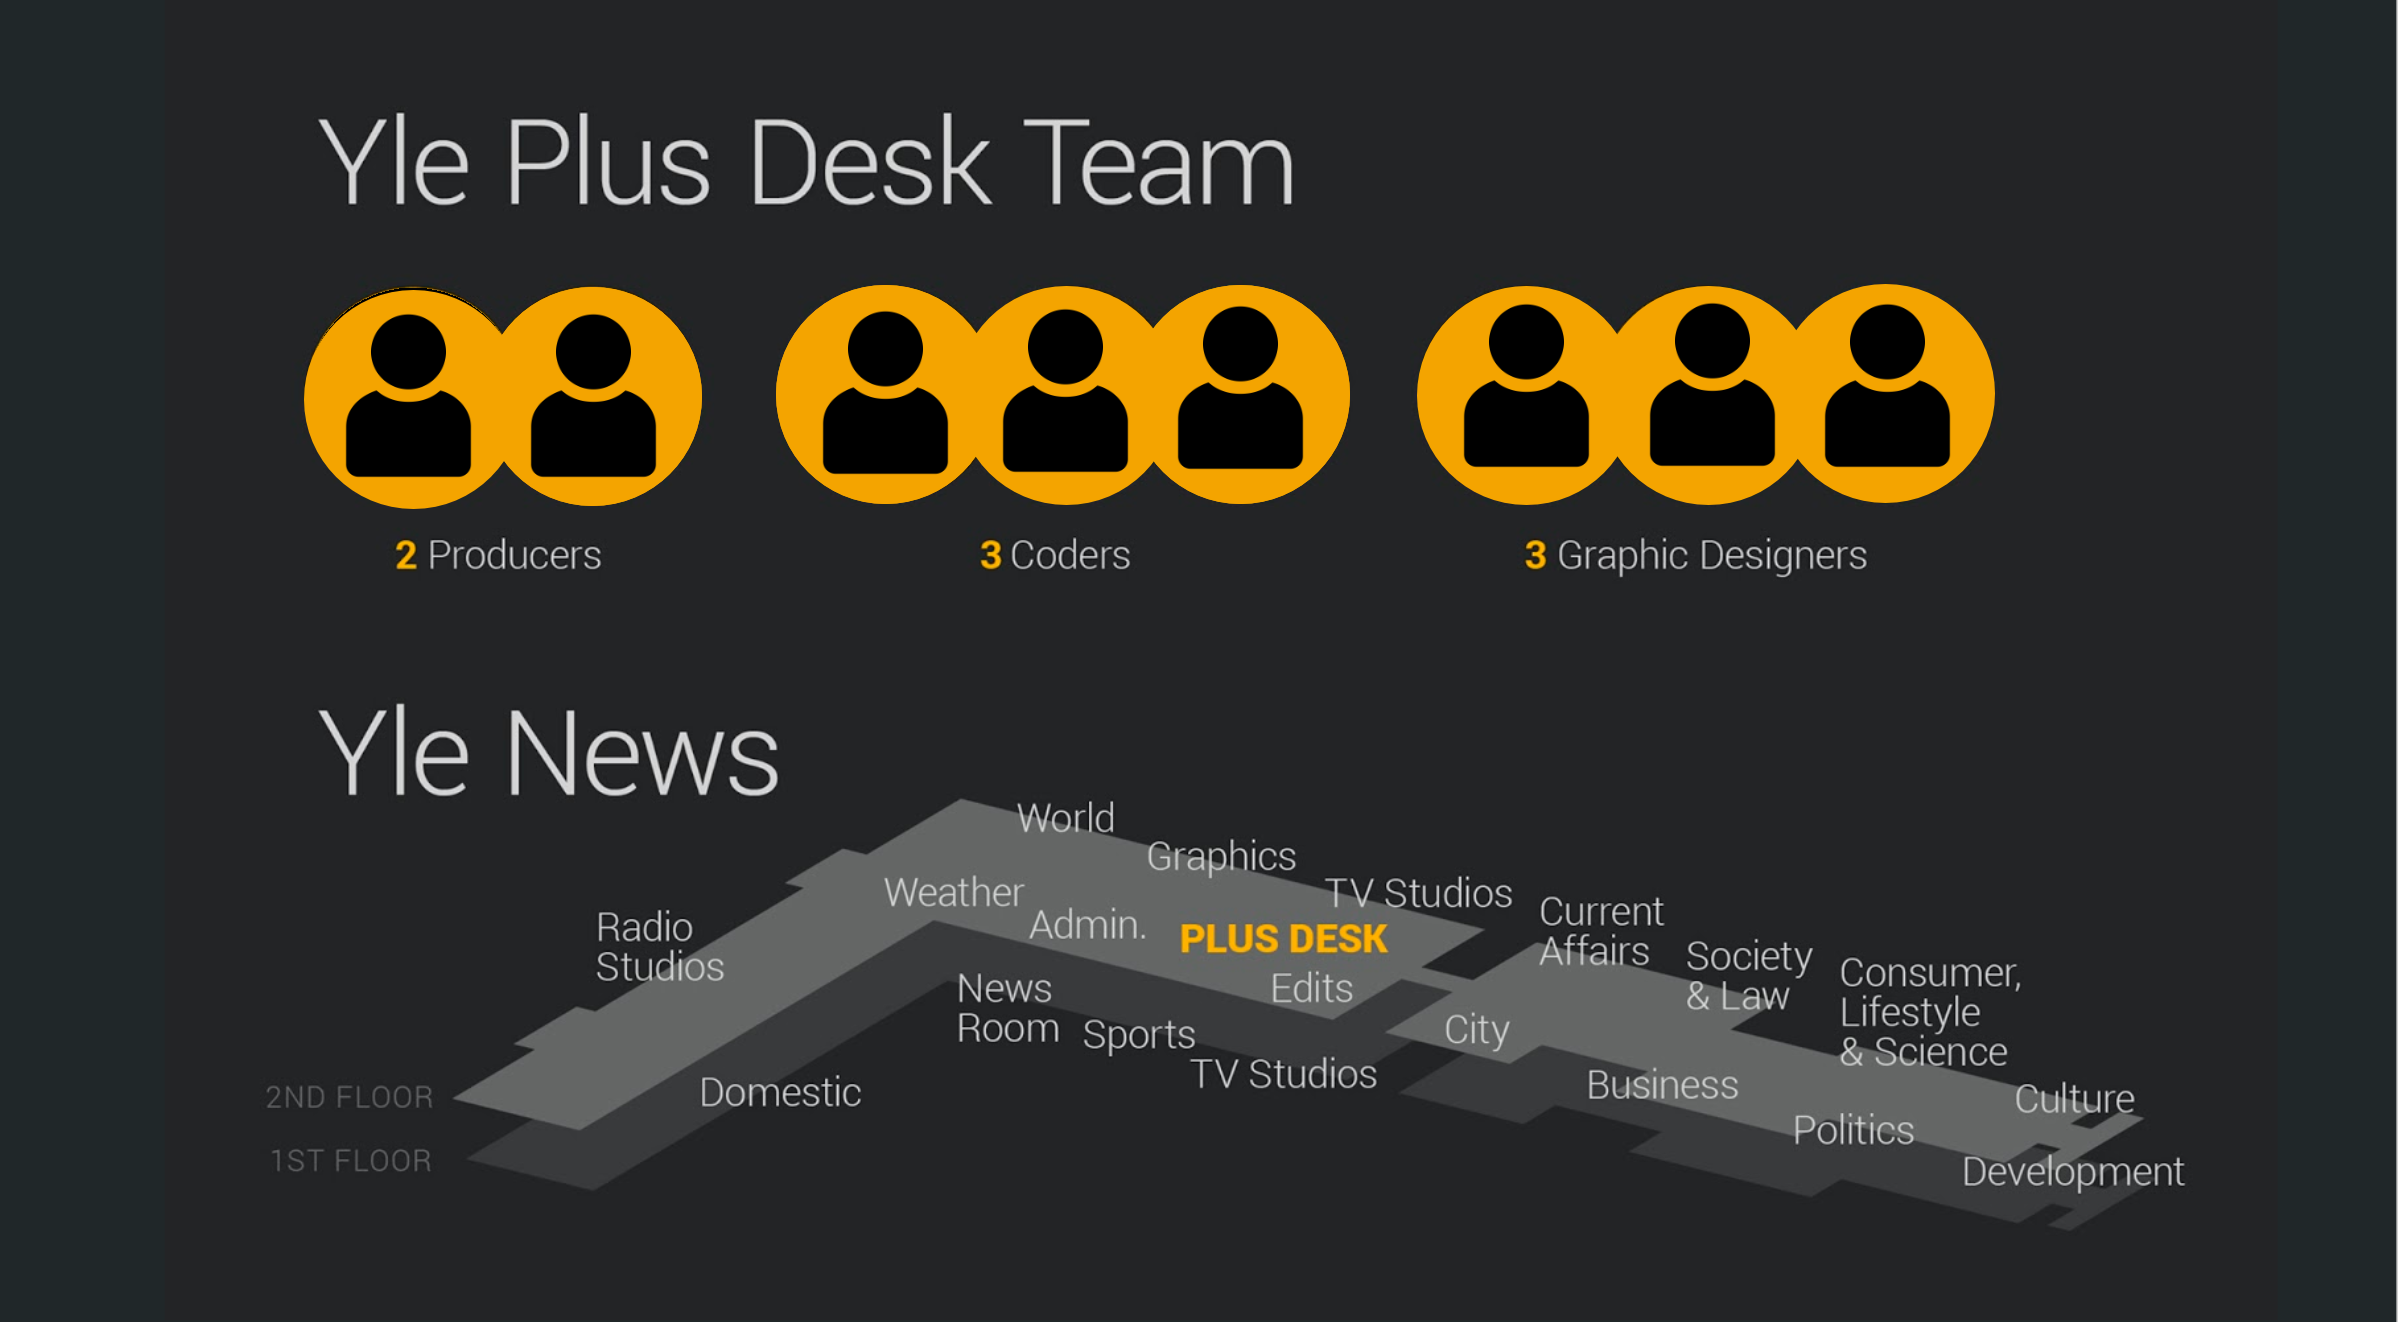 Yle Plus Desk Team
2 Producers
3 Coders
3 Graphic Designers
Yle News
World
Graphics
Weather
TV Studios
Radio
Studios
Admin.
PLUS DESK
Current
Affairs
Society
& Law
Consumer,
Lifestyle
& Science
News
Room
Edits
Sports
City
TV Studios
Domestic
Business
Culture
Politics
Development
2ND FLOOR
1ST FLOOR